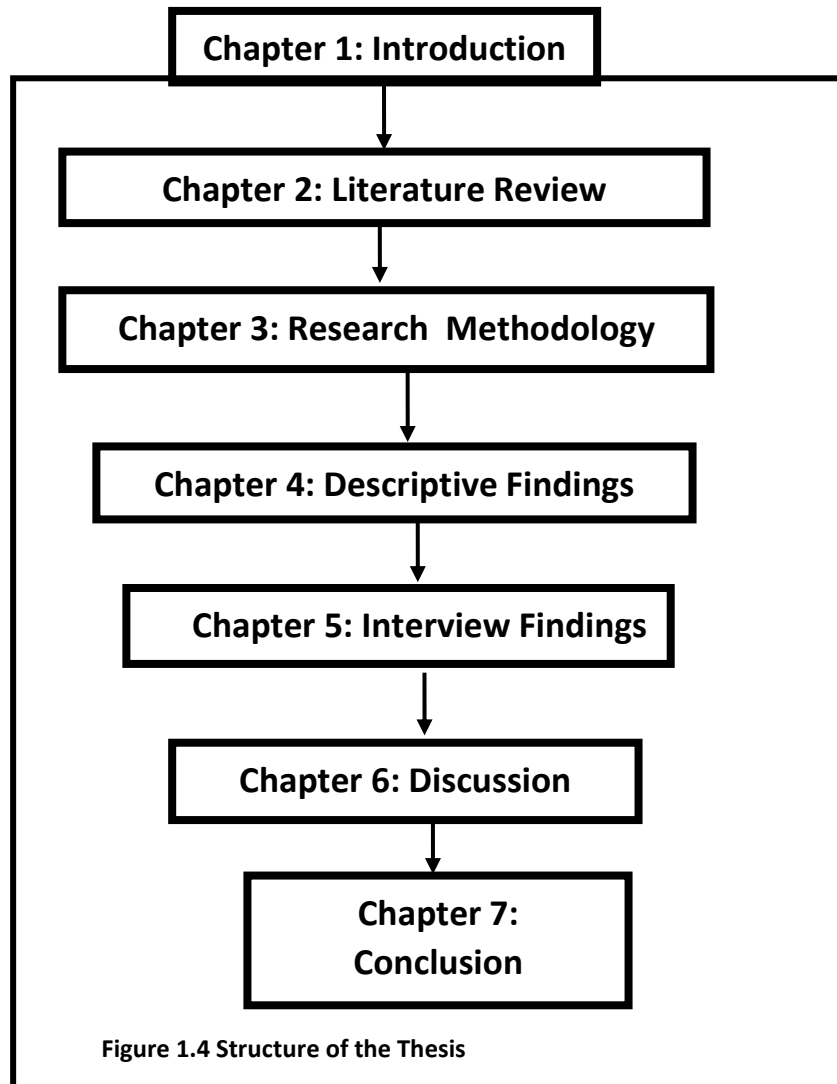 Chapter 1: Introduction
Chapter 2: Literature Review
Chapter 3: Research  Methodology
Chapter 4: Descriptive Findings
Chapter 5: Interview Findings
Chapter 6: Discussion
Chapter 7:
Conclusion
Figure 1.4 Structure of the Thesis